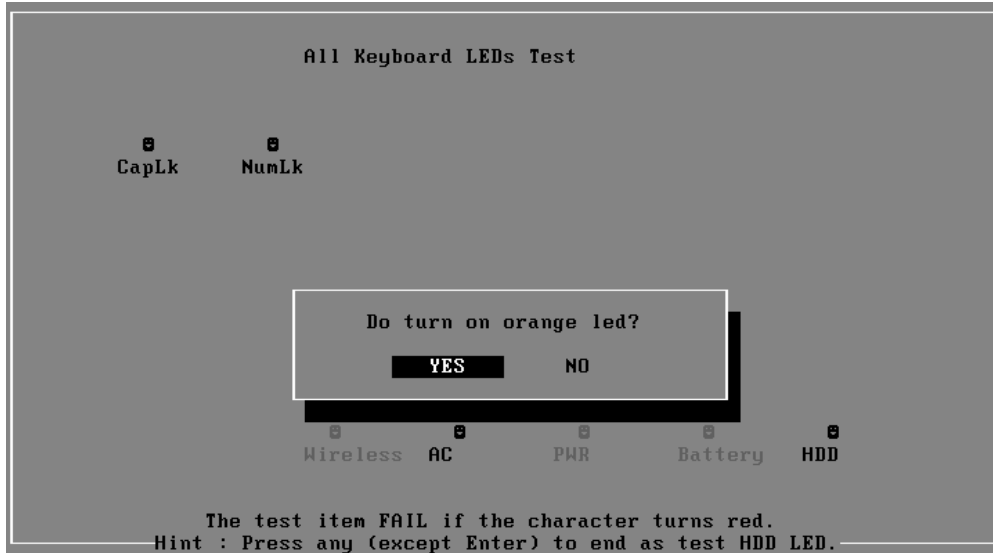 All Keyboard LEDs Test
CapLk NumLk
Do turn on orange led?
YES NO
Wireless AC PWR Battery HDD
The test item FAIL if the character turns red.
Hint : Press any (except Enter) to end as test HDD LED.